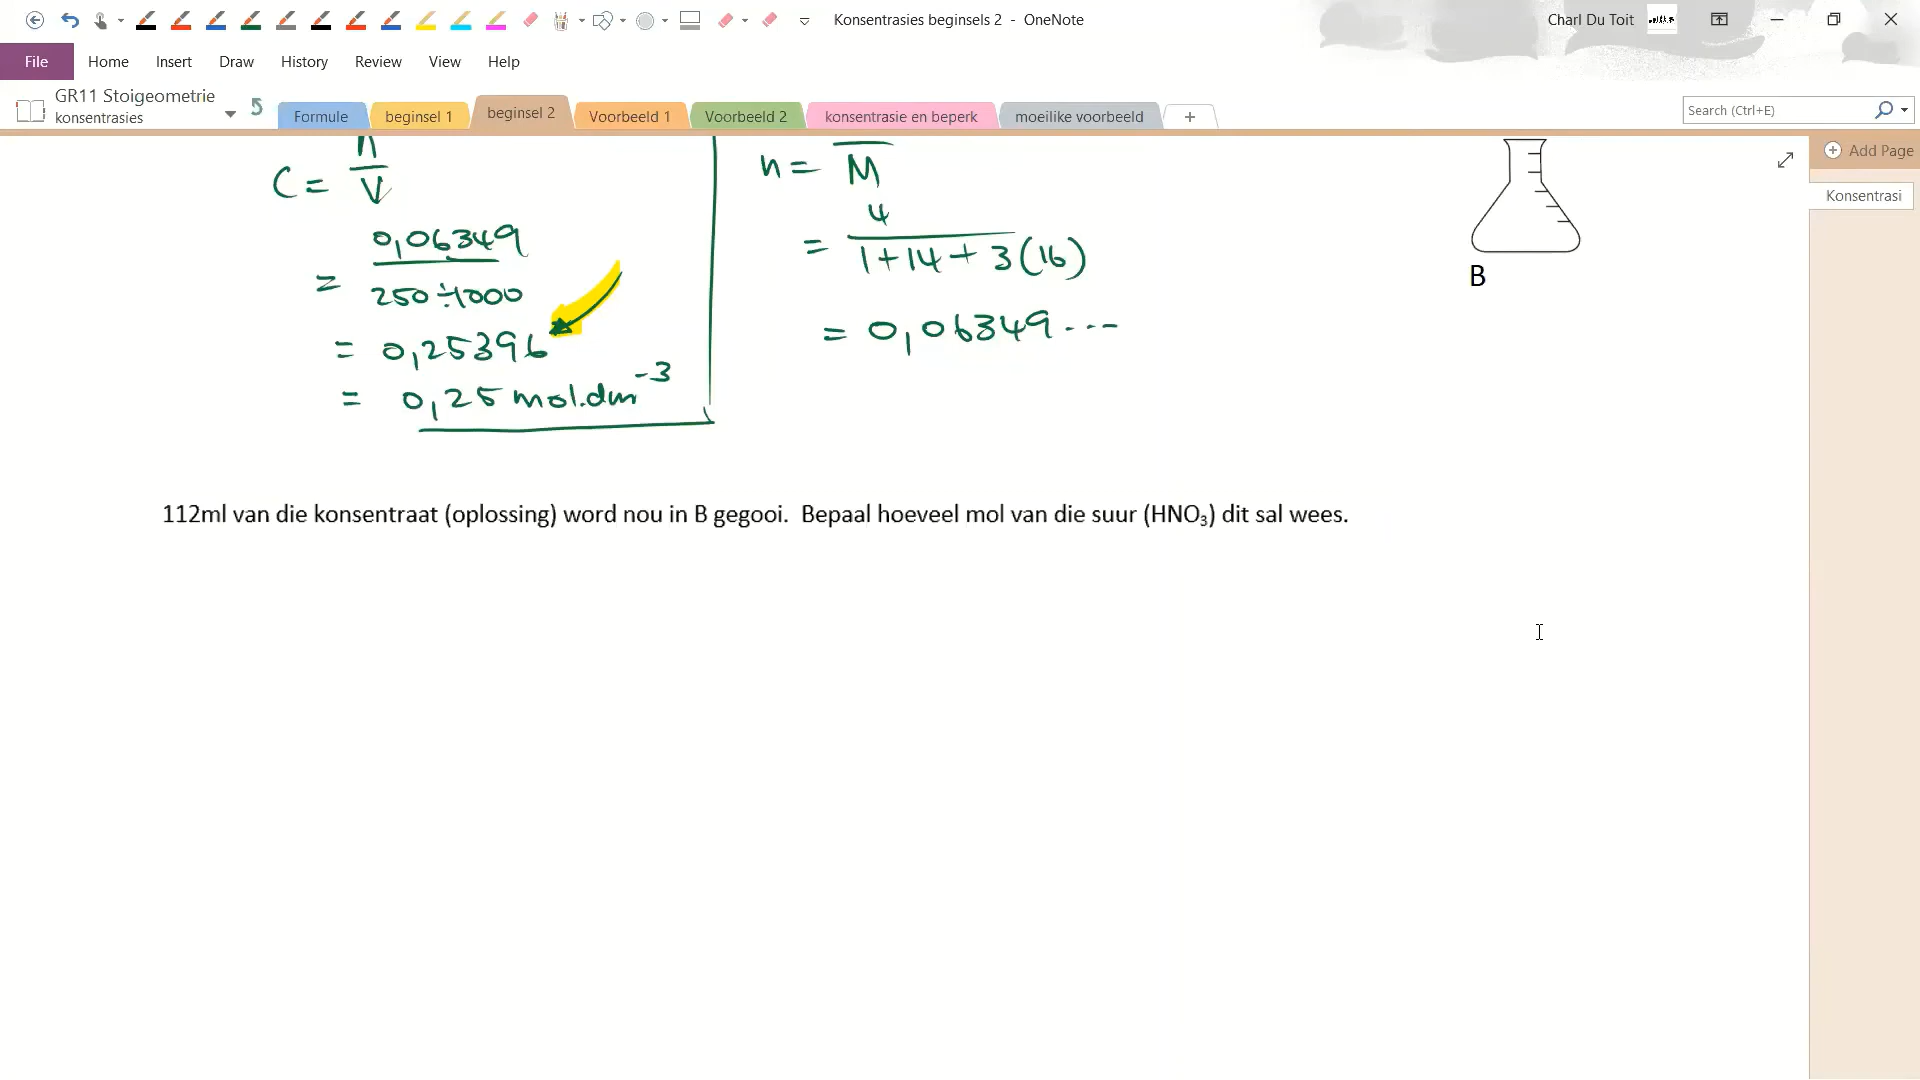 Konsentrasies beginsels 2 - OneNote
Charl Du Toit
File Home Insert Draw History Review View Help
GR11 Stoigeometrie
konsentrasies
Formule beginsel 1 beginsel 2 Voorbeeld 1 Voorbeeld 2 konsentrasie en beperk moeilike voorbeeld +
Search (Ctrl+E)
Add Page
Konsentrasi
C = n/V
= 0,06349 / 250÷1000
= 0,25396
= 0,25 mol.dm⁻³
n = / M
= 4 / 1+14+3(16)
= 0,06349...
B
112ml van die konsentraat (oplossing) word nou in B gegooi. Bepaal hoeveel mol van die suur (HNO₃) dit sal wees.